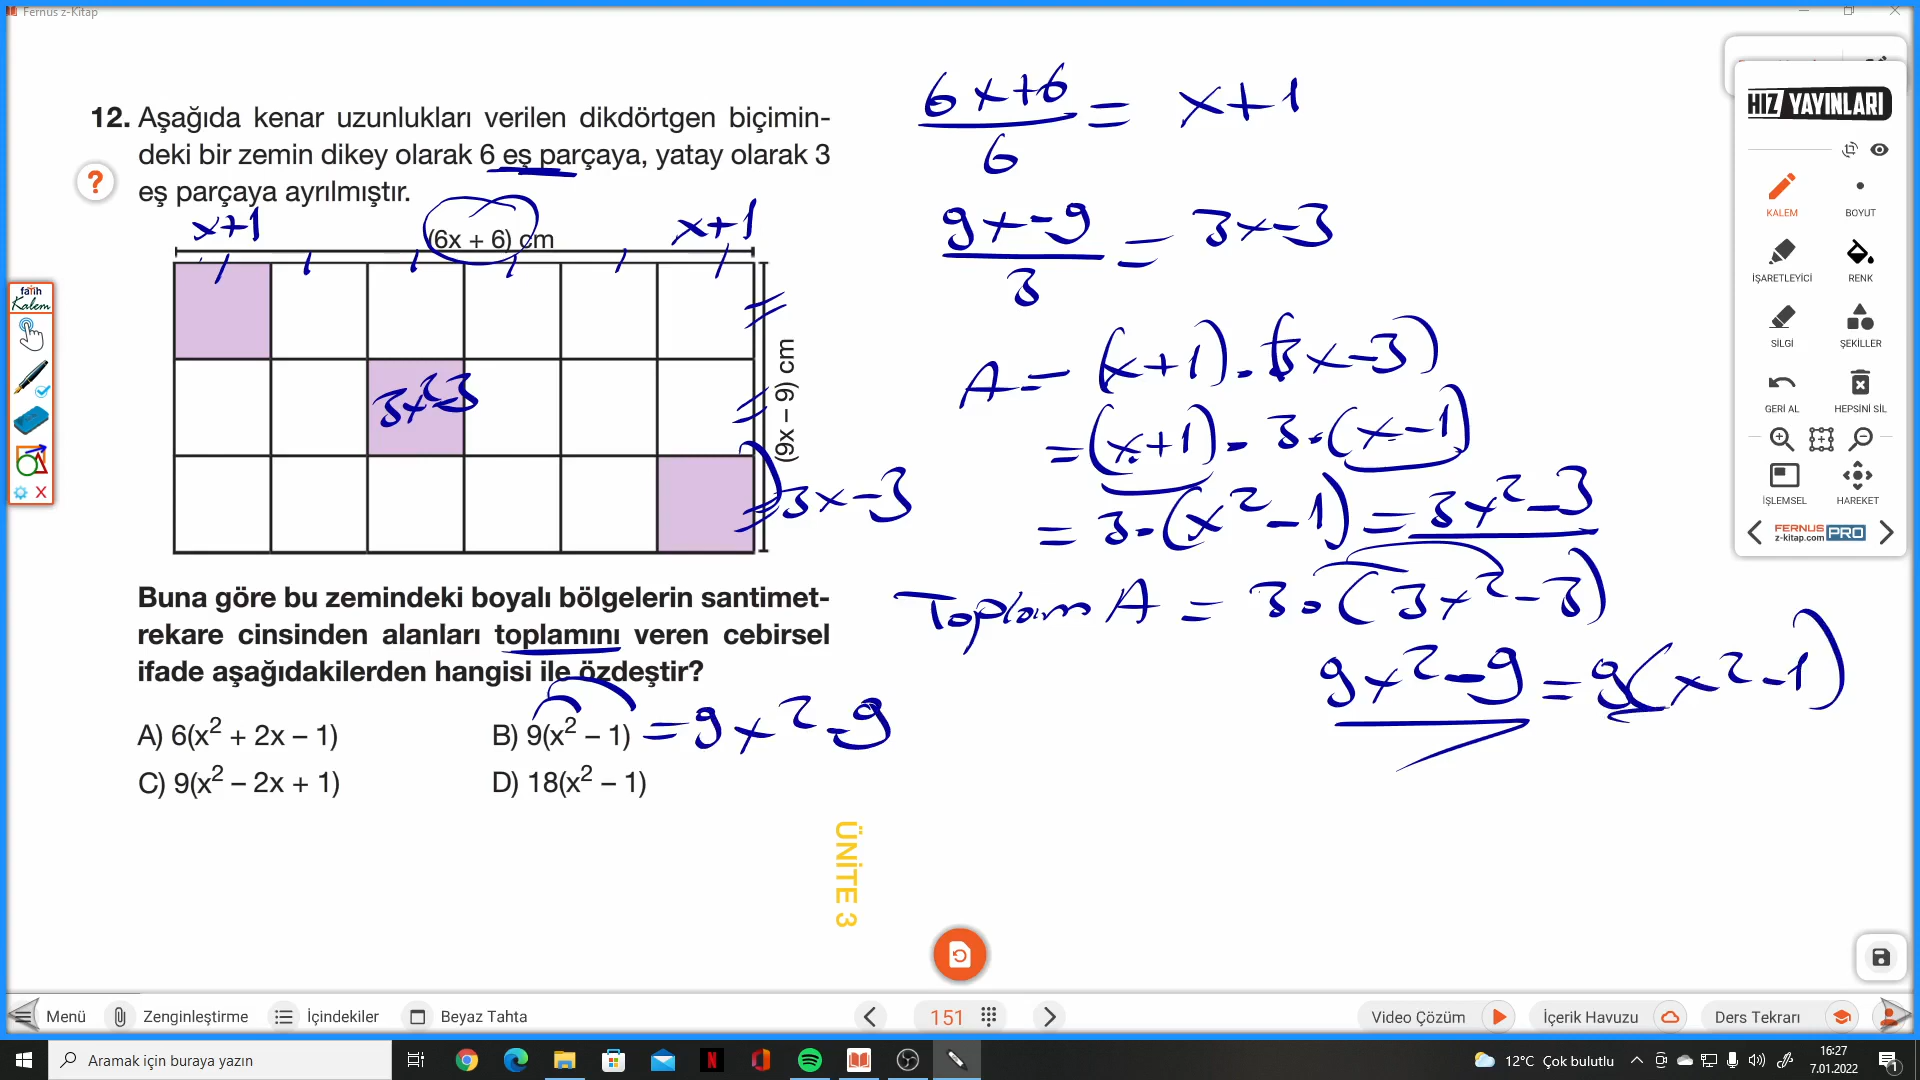 Fernus z-Kitap
12. Aşağıda kenar uzunlukları verilen dikdörtgen biçimin-
deki bir zemin dikey olarak 6 eş parçaya, yatay olarak 3
eş parçaya ayrılmıştır.
x+1
(6x + 6) cm
x+1
3x²-3
(9x – 9) cm
3x-3
Buna göre bu zemindeki boyalı bölgelerin santimet-
rekare cinsinden alanları toplamını veren cebirsel
ifade aşağıdakilerden hangisi ile özdeştir?
A) 6(x² + 2x – 1)
B) 9(x² – 1) = 9x²-9
C) 9(x² – 2x + 1)
D) 18(x² – 1)
ÜNİTE 3
6x+6
6
= x+1
9x-9
3
= 3x-3
A = (x+1).(3x-3)
= (x+1).3.(x-1)
= 3.(x²-1) = 3x²-3
Toplam A = 3.(3x²-3)
9x²-9 = 9(x²-1)
fatih
Kalem
HIZ YAYINLARI
KALEM
BOYUT
İŞARETLEYİCİ
RENK
SİLGİ
ŞEKİLLER
GERİ AL
HEPSİNİ SİL
İŞLEMSEL
HAREKET
FERNUS PRO
z-kitap.com
Menü
Zenginleştirme
İçindekiler
Beyaz Tahta
151
Video Çözüm
İçerik Havuzu
Ders Tekrarı
Aramak için buraya yazın
12°C Çok bulutlu
16:27
7.01.2022
1